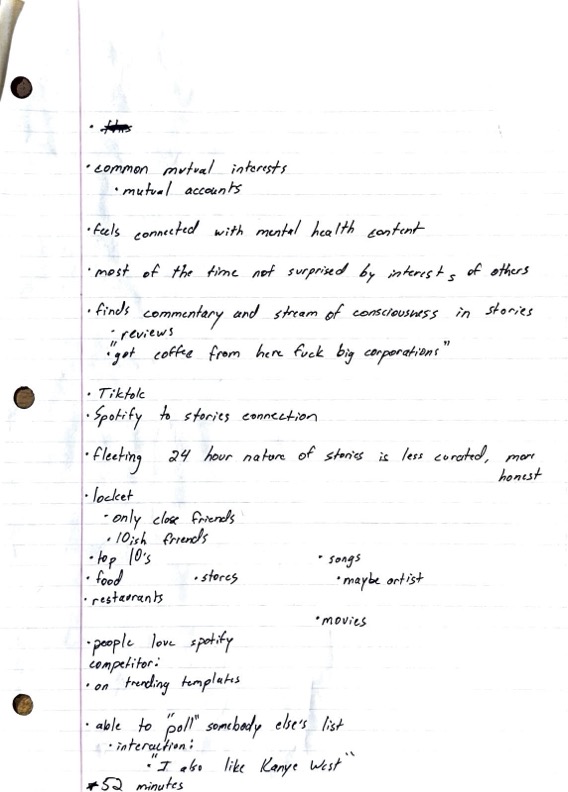 • common mutual interests
• mutual accounts
• feels connected with mental health content
• most of the time not surprised by interests of others
• finds commentary and stream of consciousness in stories
• reviews
• "got coffee from here fuck big corporations"
• Tiktok
• Spotify to stories connection
• fleeting 24 hour nature of stories is less curated, more
honest
• locket
• only close friends
• 10ish friends
• top 10's • songs
• food • stores • maybe artist
• restaurants
• movies
• people love spotify
competitor:
• on trending templates
• able to "poll" somebody else's list
• interaction:
• "I also like Kanye West"
*52 minutes